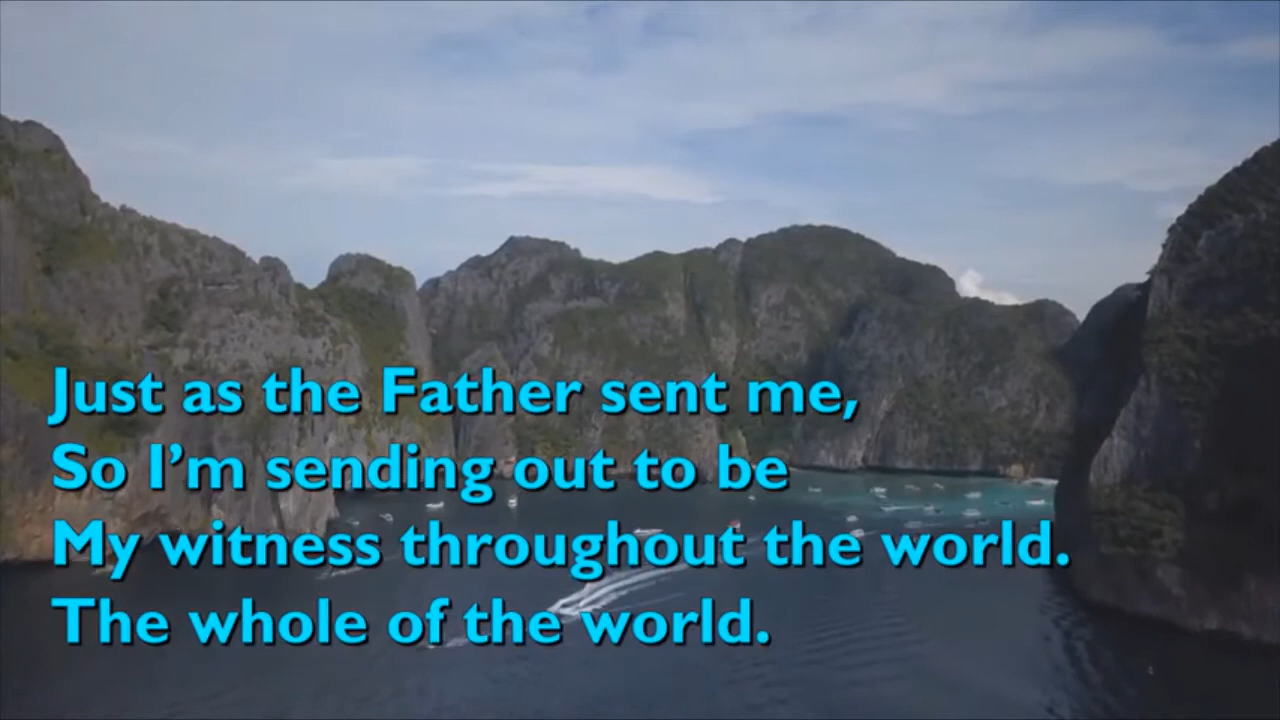 Just as the Father sent me,
So I’m sending out to be
My witness throughout the world.
The whole of the world.